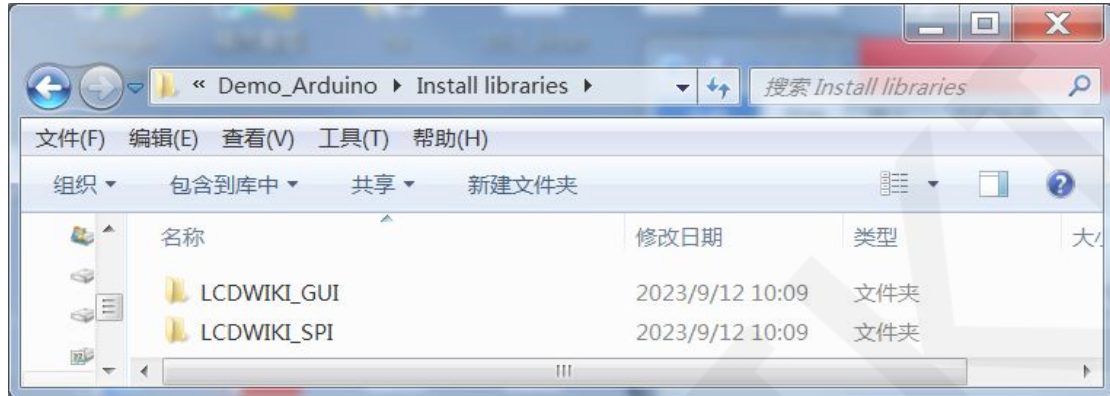 « Demo_Arduino ▸ Install libraries ▸ 搜索 Install libraries
文件(F) 编辑(E) 查看(V) 工具(T) 帮助(H)
组织 包含到库中 共享 新建文件夹
名称 修改日期 类型 大
LCDWIKI_GUI 2023/9/12 10:09 文件夹
LCDWIKI_SPI 2023/9/12 10:09 文件夹